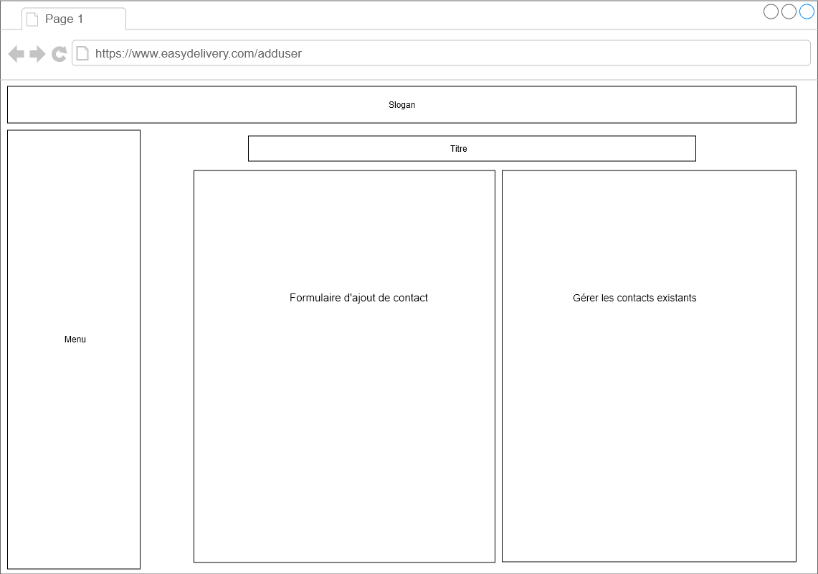 Page 1
https://www.easydelivery.com/adduser
Slogan
Titre
Menu
Formulaire d'ajout de contact
Gérer les contacts existants